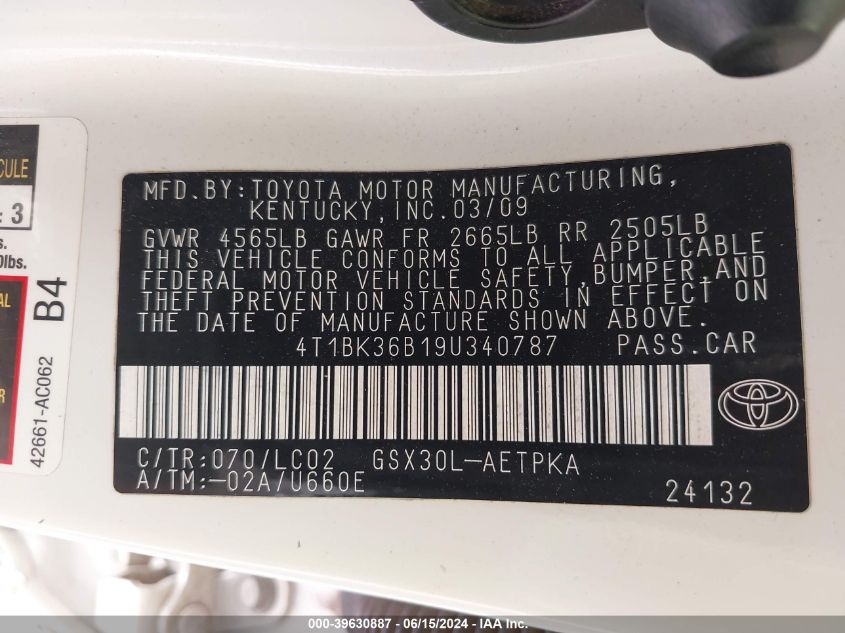 CULE
: 3
s.
0lbs.
AL
R
B4
42661-AC062
MFD.BY:TOYOTA MOTOR MANUFACTURING,
KENTUCKY,INC.03/09
GVWR 4565LB GAWR FR 2665LB RR 2505LB
THIS VEHICLE CONFORMS TO ALL APPLICABLE
FEDERAL MOTOR VEHICLE SAFETY,BUMPER,AND
THEFT PREVENTION STANDARDS IN EFFECT ON
THE DATE OF MANUFACTURE SHOWN ABOVE.
4T1BK36B19U340787 PASS.CAR
C/TR:070/LC02 GSX30L-AETPKA
A/TM:-02A/U660E
24132
000-39630887 - 06/15/2024 - IAA Inc.